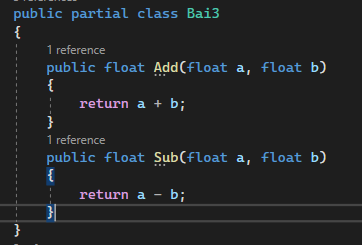 public partial class Bai3
{
1 reference
public float Add(float a, float b)
{
return a + b;
}
1 reference
public float Sub(float a, float b)
{
return a - b;
}
}